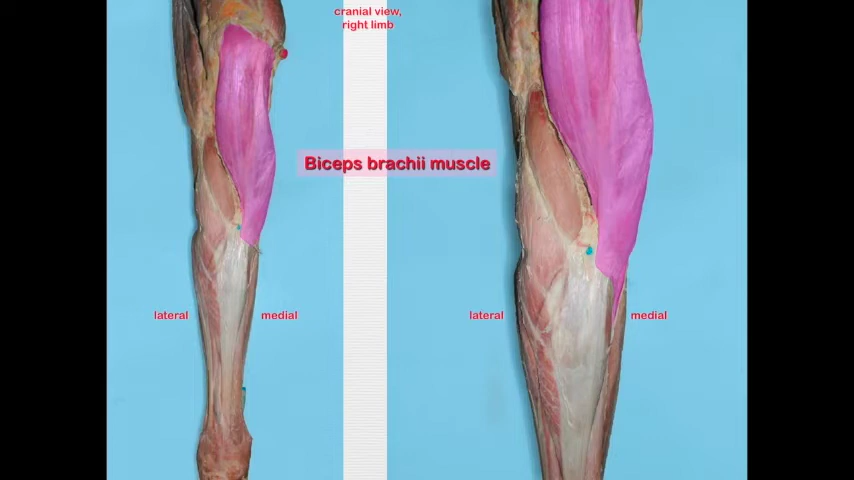 cranial view,
right limb
Biceps brachii muscle
lateral
medial
lateral
medial